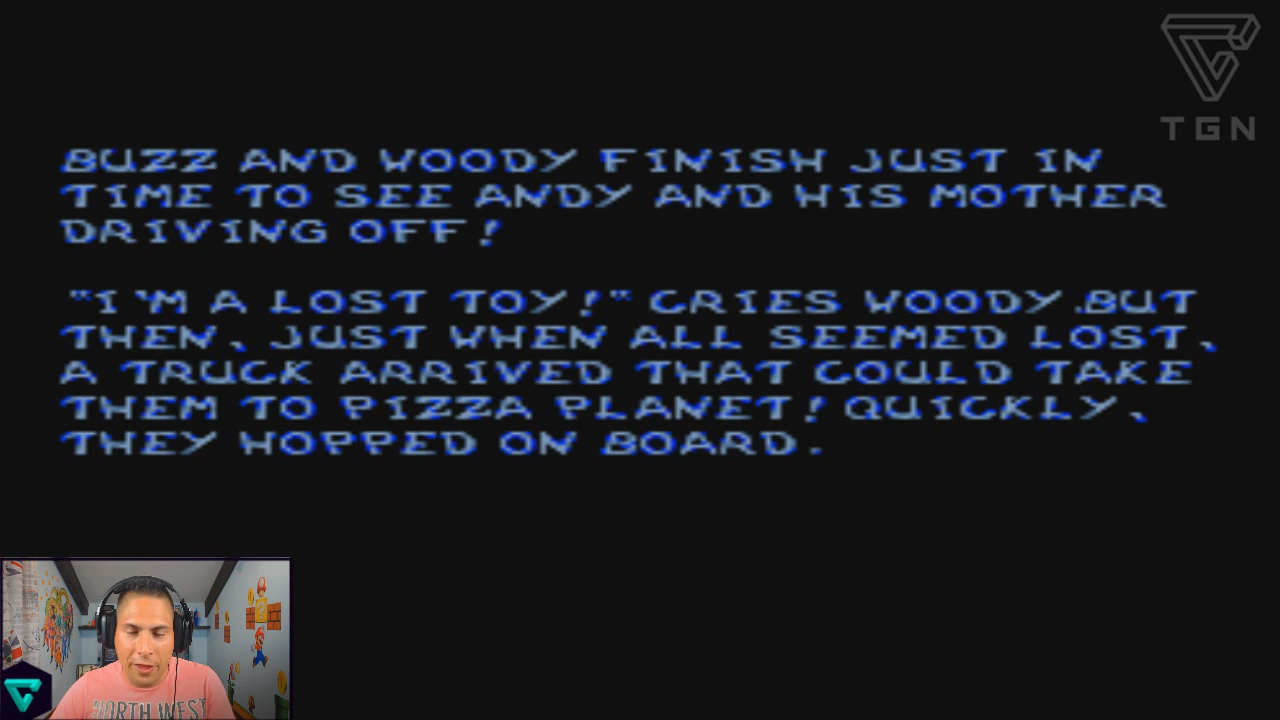 TGN
BUZZ AND WOODY FINISH JUST IN
TIME TO SEE ANDY AND HIS MOTHER
DRIVING OFF!
"I'M A LOST TOY!" CRIES WOODY.BUT
THEN, JUST WHEN ALL SEEMED LOST,
A TRUCK ARRIVED THAT COULD TAKE
THEM TO PIZZA PLANET! QUICKLY,
THEY HOPPED ON BOARD.
NORTH WEST